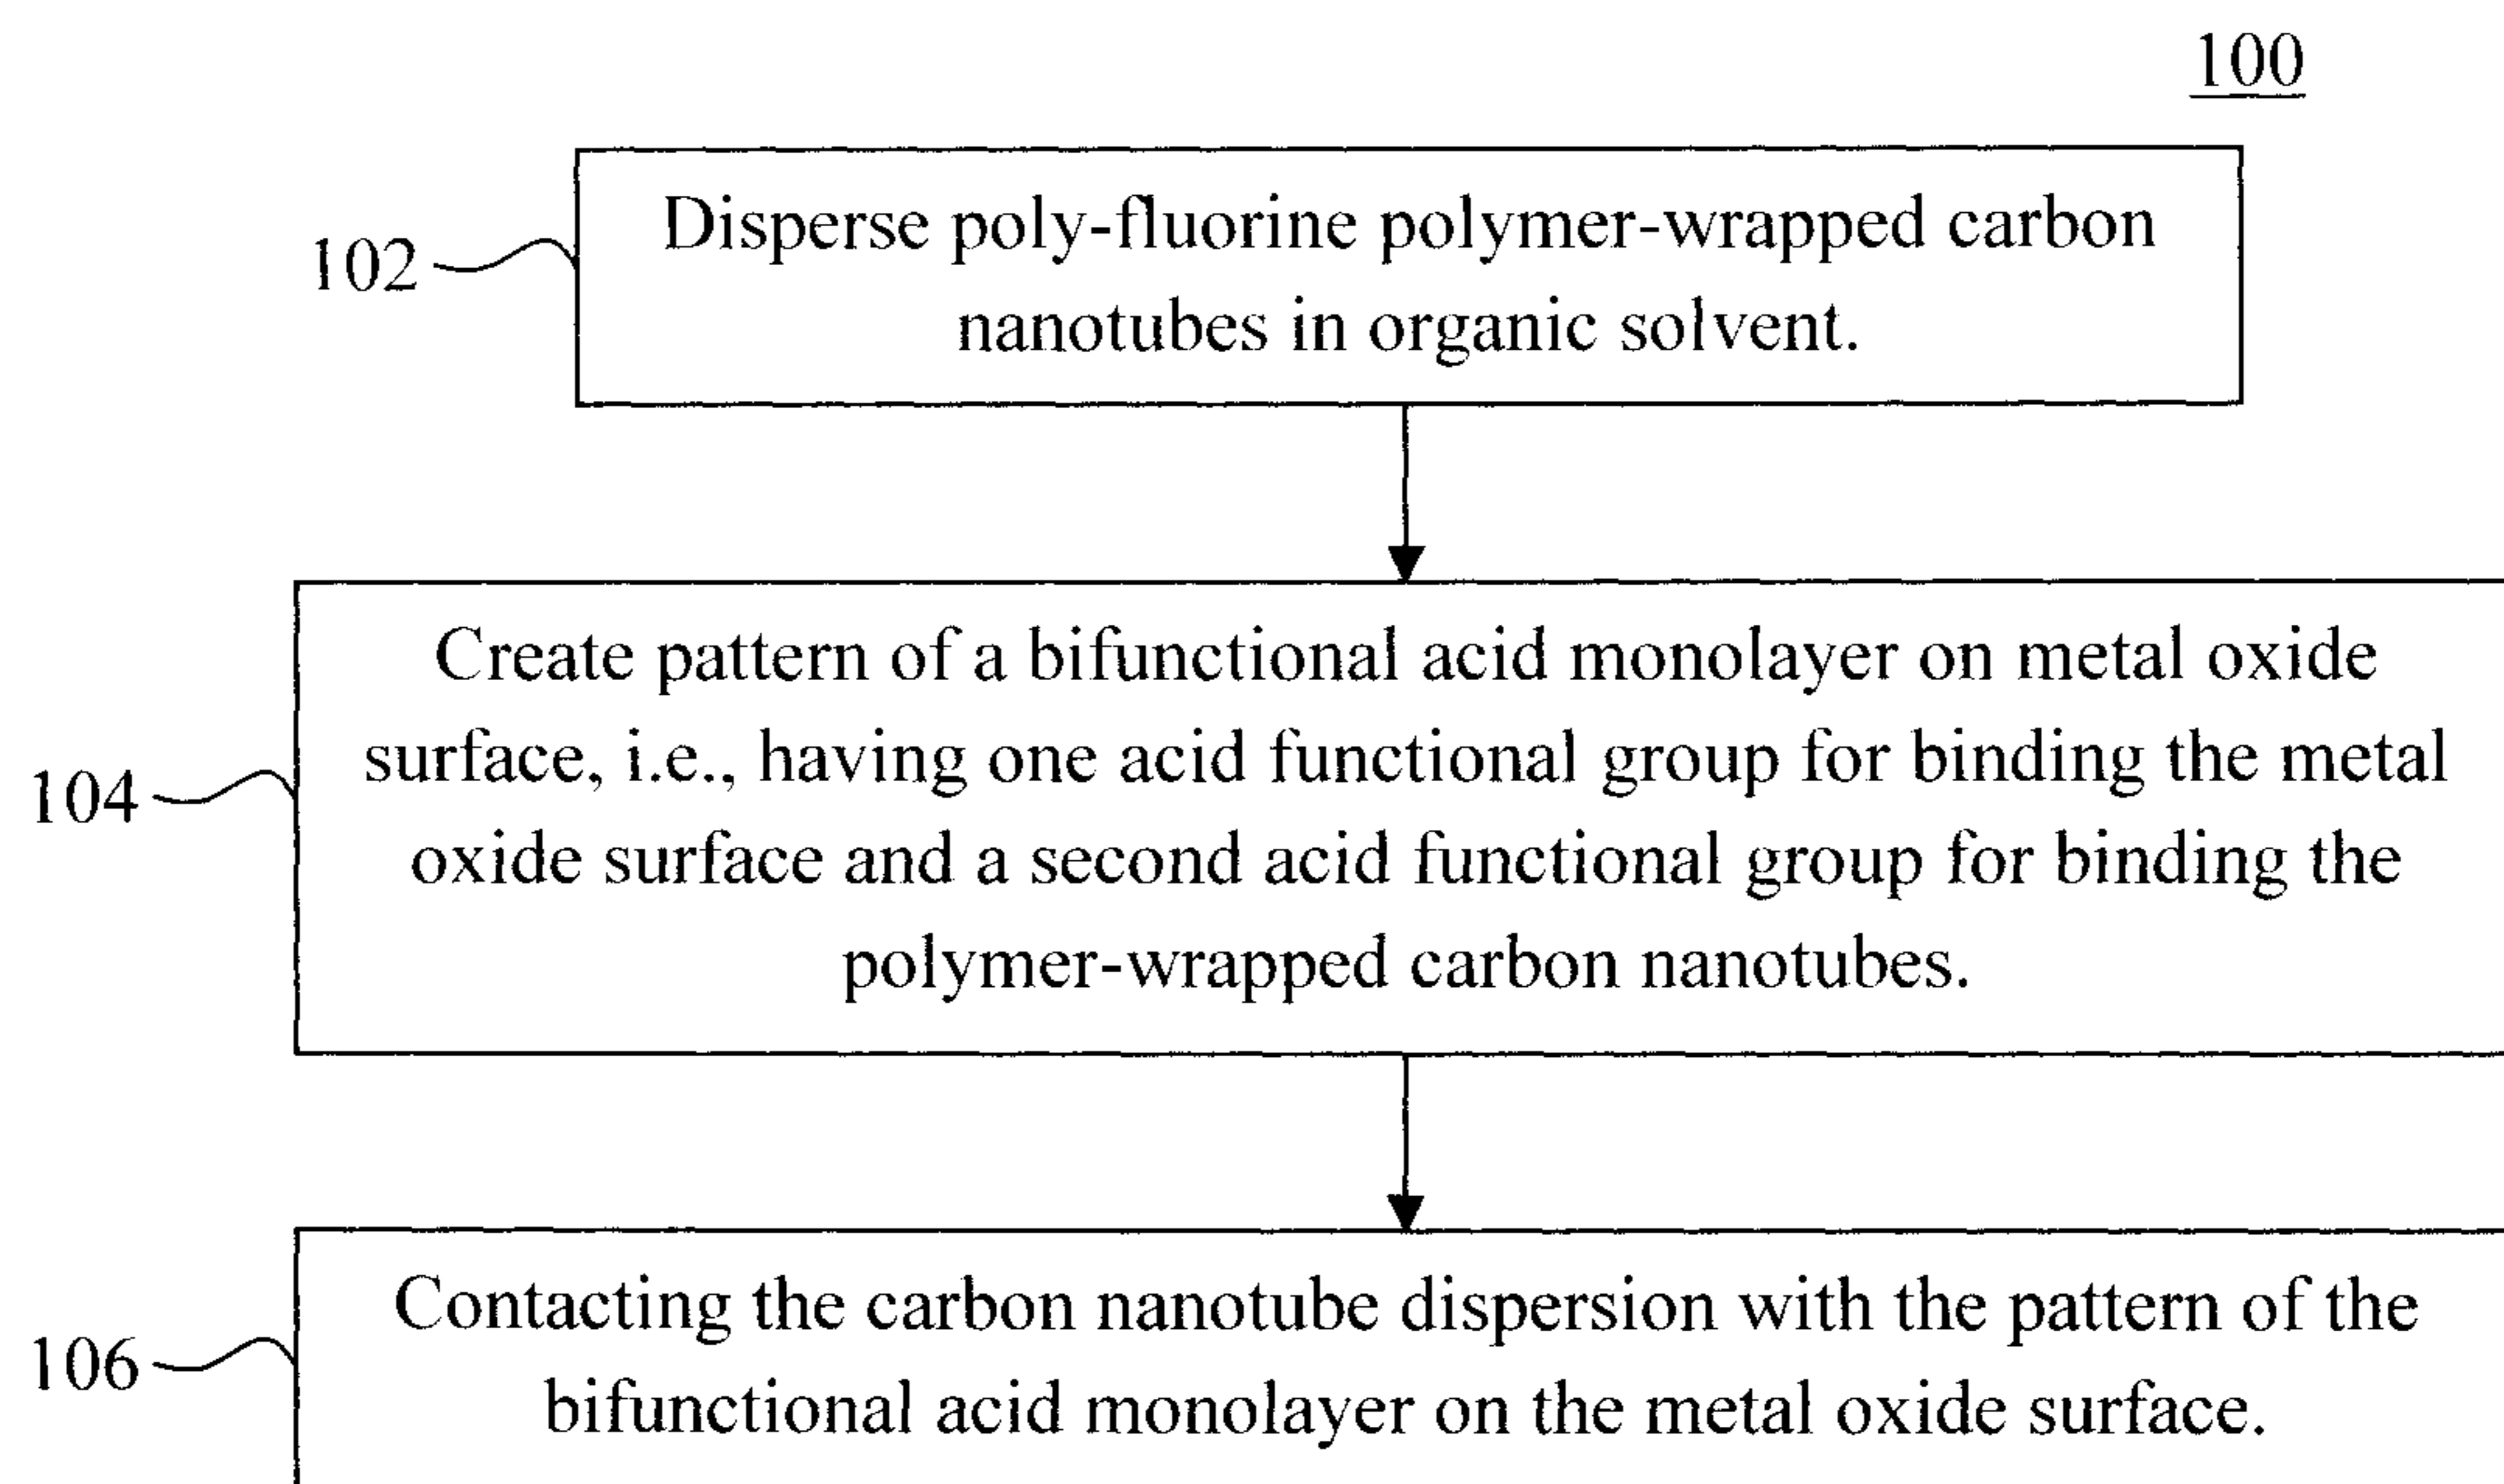 100
Disperse poly-fluorine polymer-wrapped carbon
102
nanotubes in organic solvent.
Create pattern of a bifunctional acid monolayer on metal oxide
surface, i.e., having one acid functional group for binding the metal
104
oxide surface and a second acid functional group for binding the
polymer-wrapped carbon nanotubes.
Contacting the carbon nanotube dispersion with the pattern of the
106
bifunctional acid monolayer on the metal oxide surface.